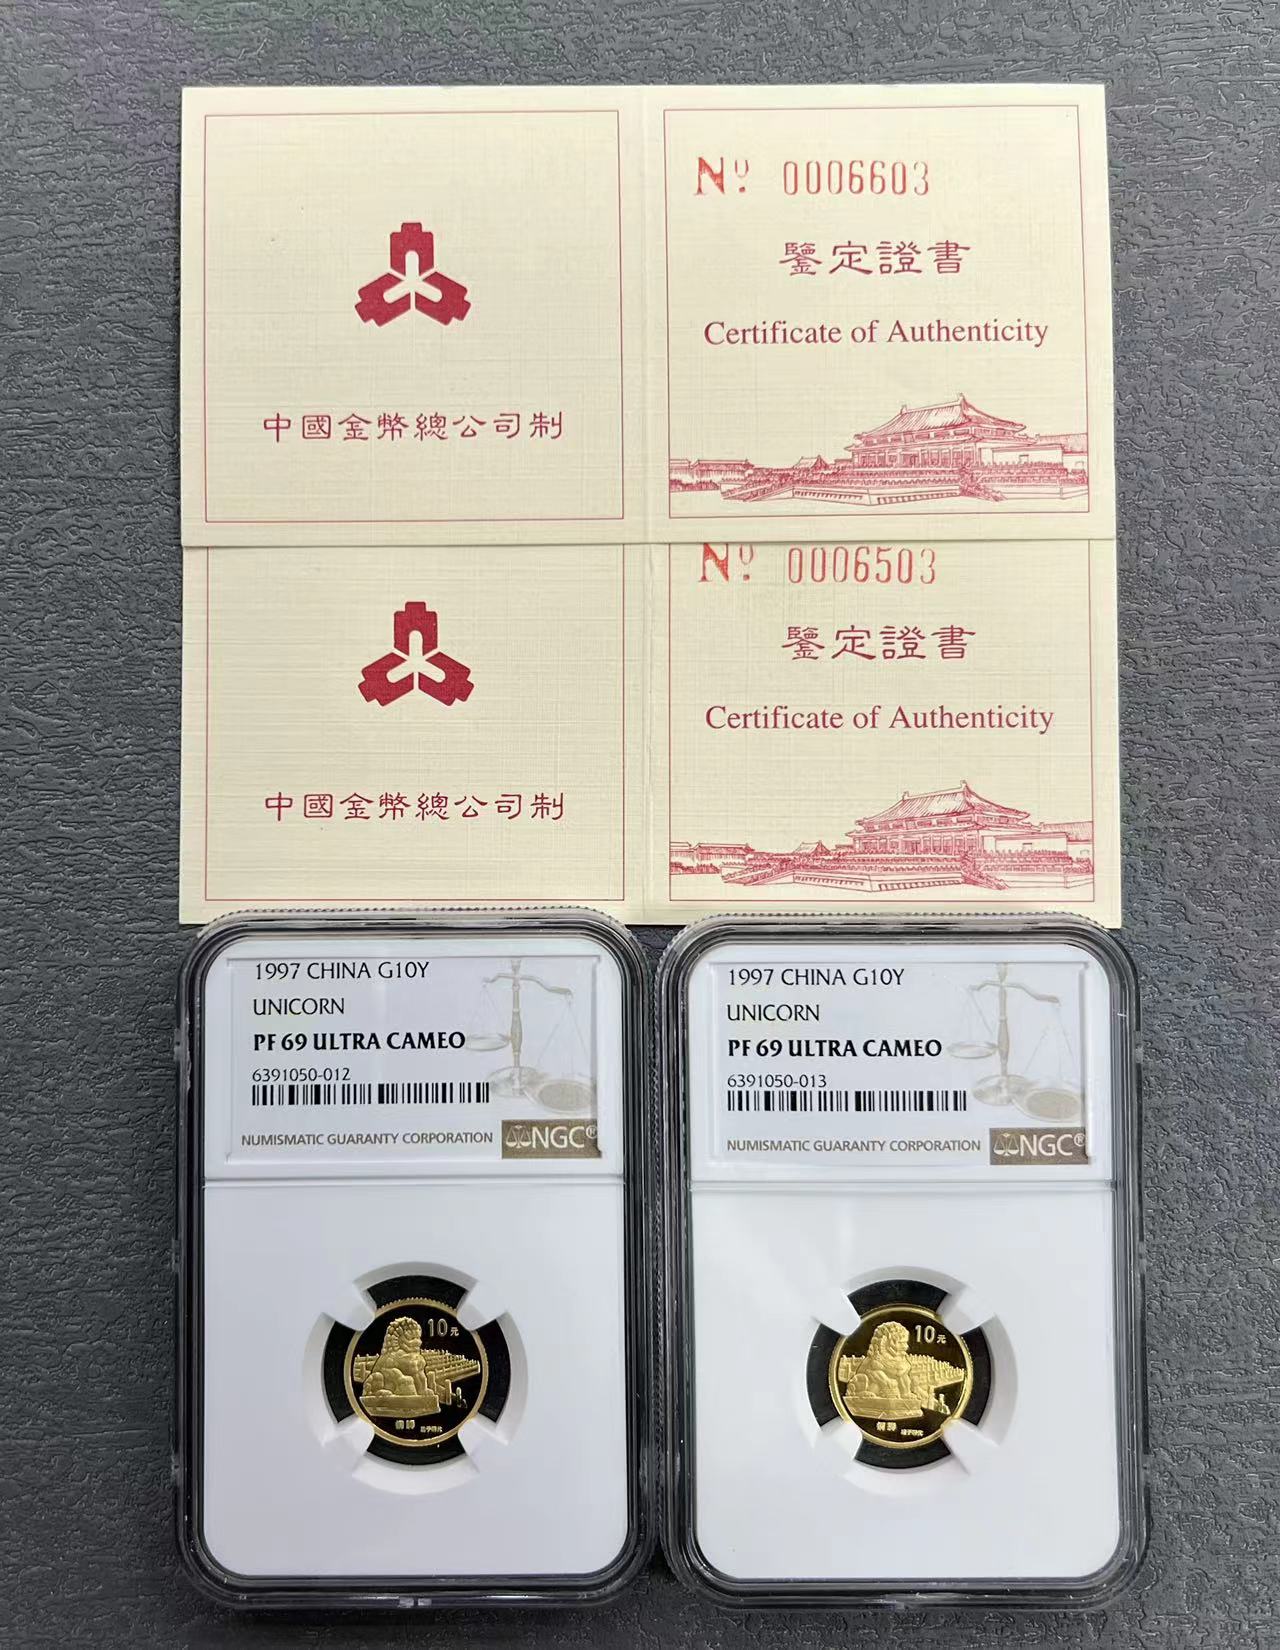 Nº 0006603
鑒定證書
Certificate of Authenticity
中國金幣總公司制
Nº 0006503
鑒定證書
Certificate of Authenticity
中國金幣總公司制
1997 CHINA G10Y
UNICORN
PF 69 ULTRA CAMEO
6391050-012
NUMISMATIC GUARANTY CORPORATION
NGC®
10元
1997 CHINA G10Y
UNICORN
PF 69 ULTRA CAMEO
6391050-013
NUMISMATIC GUARANTY CORPORATION
NGC®
10元